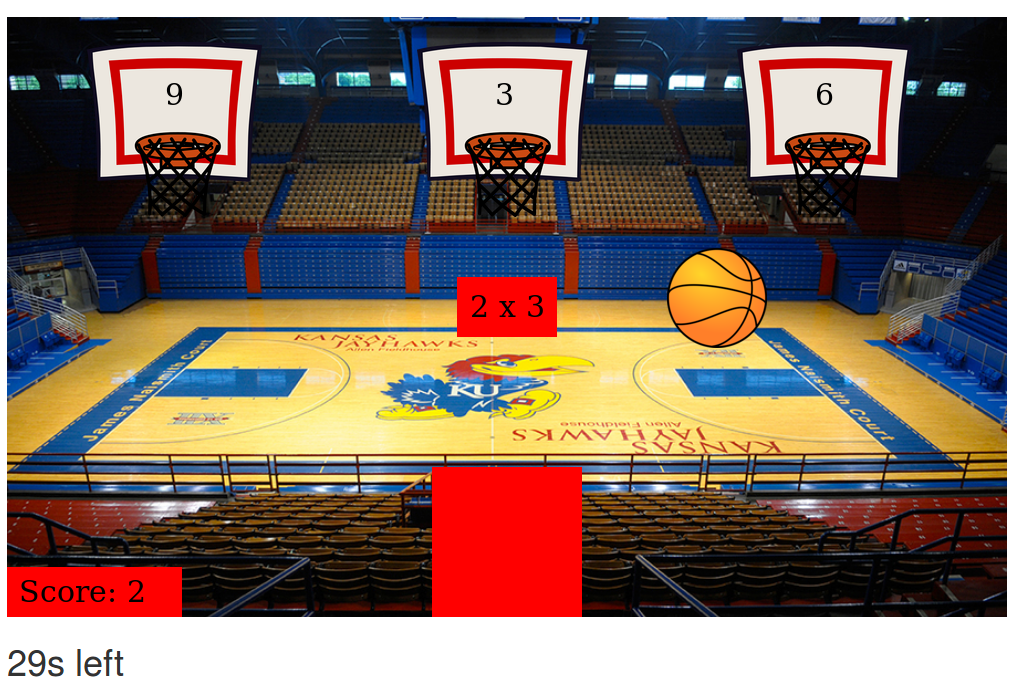 9
3
6
2 x 3
KANSAS
JAYHAWKS
Allen Fieldhouse
James Naismith Court
KU
James Naismith Court
Allen Fieldhouse
JAYHAWKS
KANSAS
Score: 2
29s left